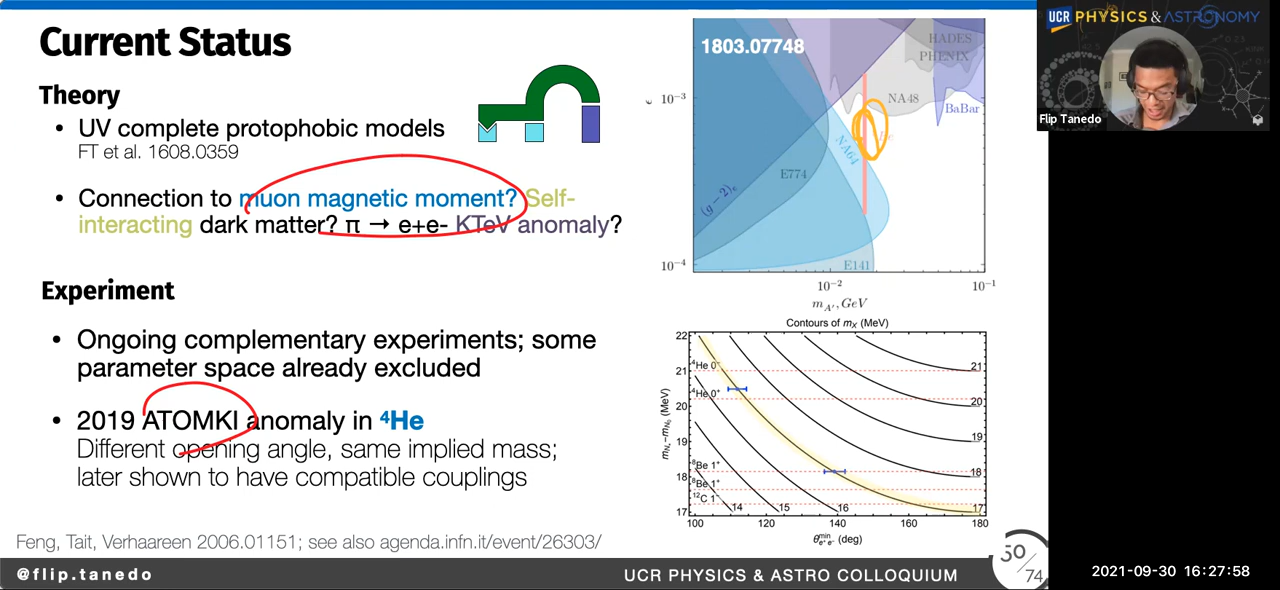 Current Status
Theory
• UV complete protophobic models
FT et al. 1608.0359
• Connection to muon magnetic moment? Self-
interacting dark matter? π → e+e- KTeV anomaly?
Experiment
• Ongoing complementary experiments; some
parameter space already excluded
• 2019 ATOMKI anomaly in ⁴He
Different opening angle, same implied mass;
later shown to have compatible couplings
Feng, Tait, Verhaareen 2006.01151; see also agenda.infn.it/event/26303/
@flip.tanedo
UCR PHYSICS & ASTRO COLLOQUIUM
50/74
1803.07748
HADES
PHENIX
NA48
BaBar
NA64
E774
(g−2)ₑ
E141
ϵ
10⁻³
10⁻⁴
10⁻²
10⁻¹
m_A′, GeV
Contours of mX (MeV)
22
21
20
19
18
17
⁴He 0⁻
⁴He 0⁺
⁸Be 1⁺
⁸Be 1⁺
¹²C 1⁻
21
20
19
18
17
14
15
16
100
120
140
160
180
θ^min_e⁺e⁻ (deg)
UCR PHYSICS & ASTRONOMY
Flip Tanedo
2021-09-30 16:27:58